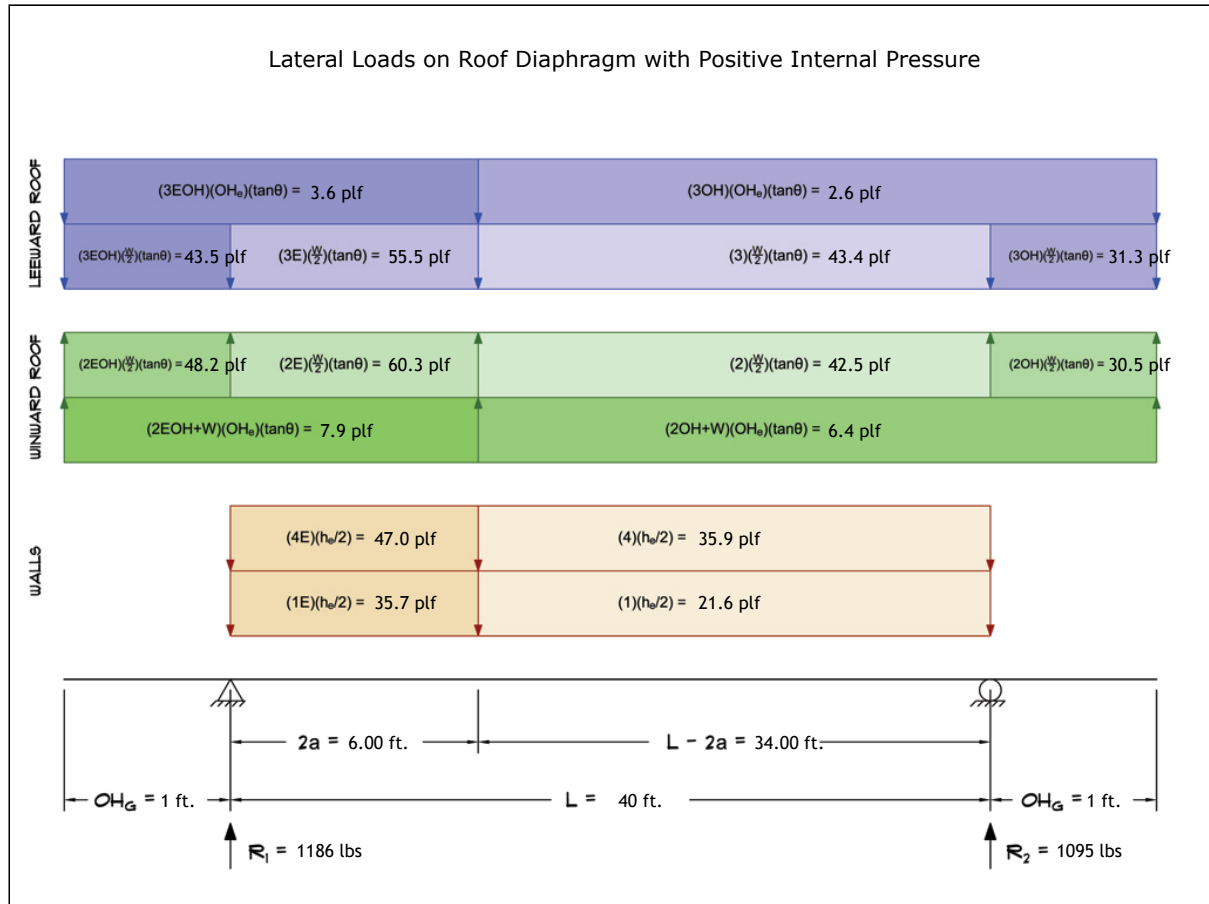 Lateral Loads on Roof Diaphragm with Positive Internal Pressure
LEEWARD ROOF
(3EOH)(OHₑ)(tanθ) = 3.6 plf
(3OH)(OHₑ)(tanθ) = 2.6 plf
(3EOH)(W/2)(tanθ) = 43.5 plf
(3E)(W/2)(tanθ) = 55.5 plf
(3)(W/2)(tanθ) = 43.4 plf
(3OH)(W/2)(tanθ) = 31.3 plf
WINWARD ROOF
(2EOH)(W/2)(tanθ) = 48.2 plf
(2E)(W/2)(tanθ) = 60.3 plf
(2)(W/2)(tanθ) = 42.5 plf
(2OH)(W/2)(tanθ) = 30.5 plf
(2EOH+W)(OHₑ)(tanθ) = 7.9 plf
(2OH+W)(OHₑ)(tanθ) = 6.4 plf
WALLS
(4E)(hₑ/2) = 47.0 plf
(4)(hₑ/2) = 35.9 plf
(1E)(hₑ/2) = 35.7 plf
(1)(hₑ/2) = 21.6 plf
2a = 6.00 ft.
L - 2a = 34.00 ft.
OH_G = 1 ft.
L = 40 ft.
OH_G = 1 ft.
R₁ = 1186 lbs
R₂ = 1095 lbs